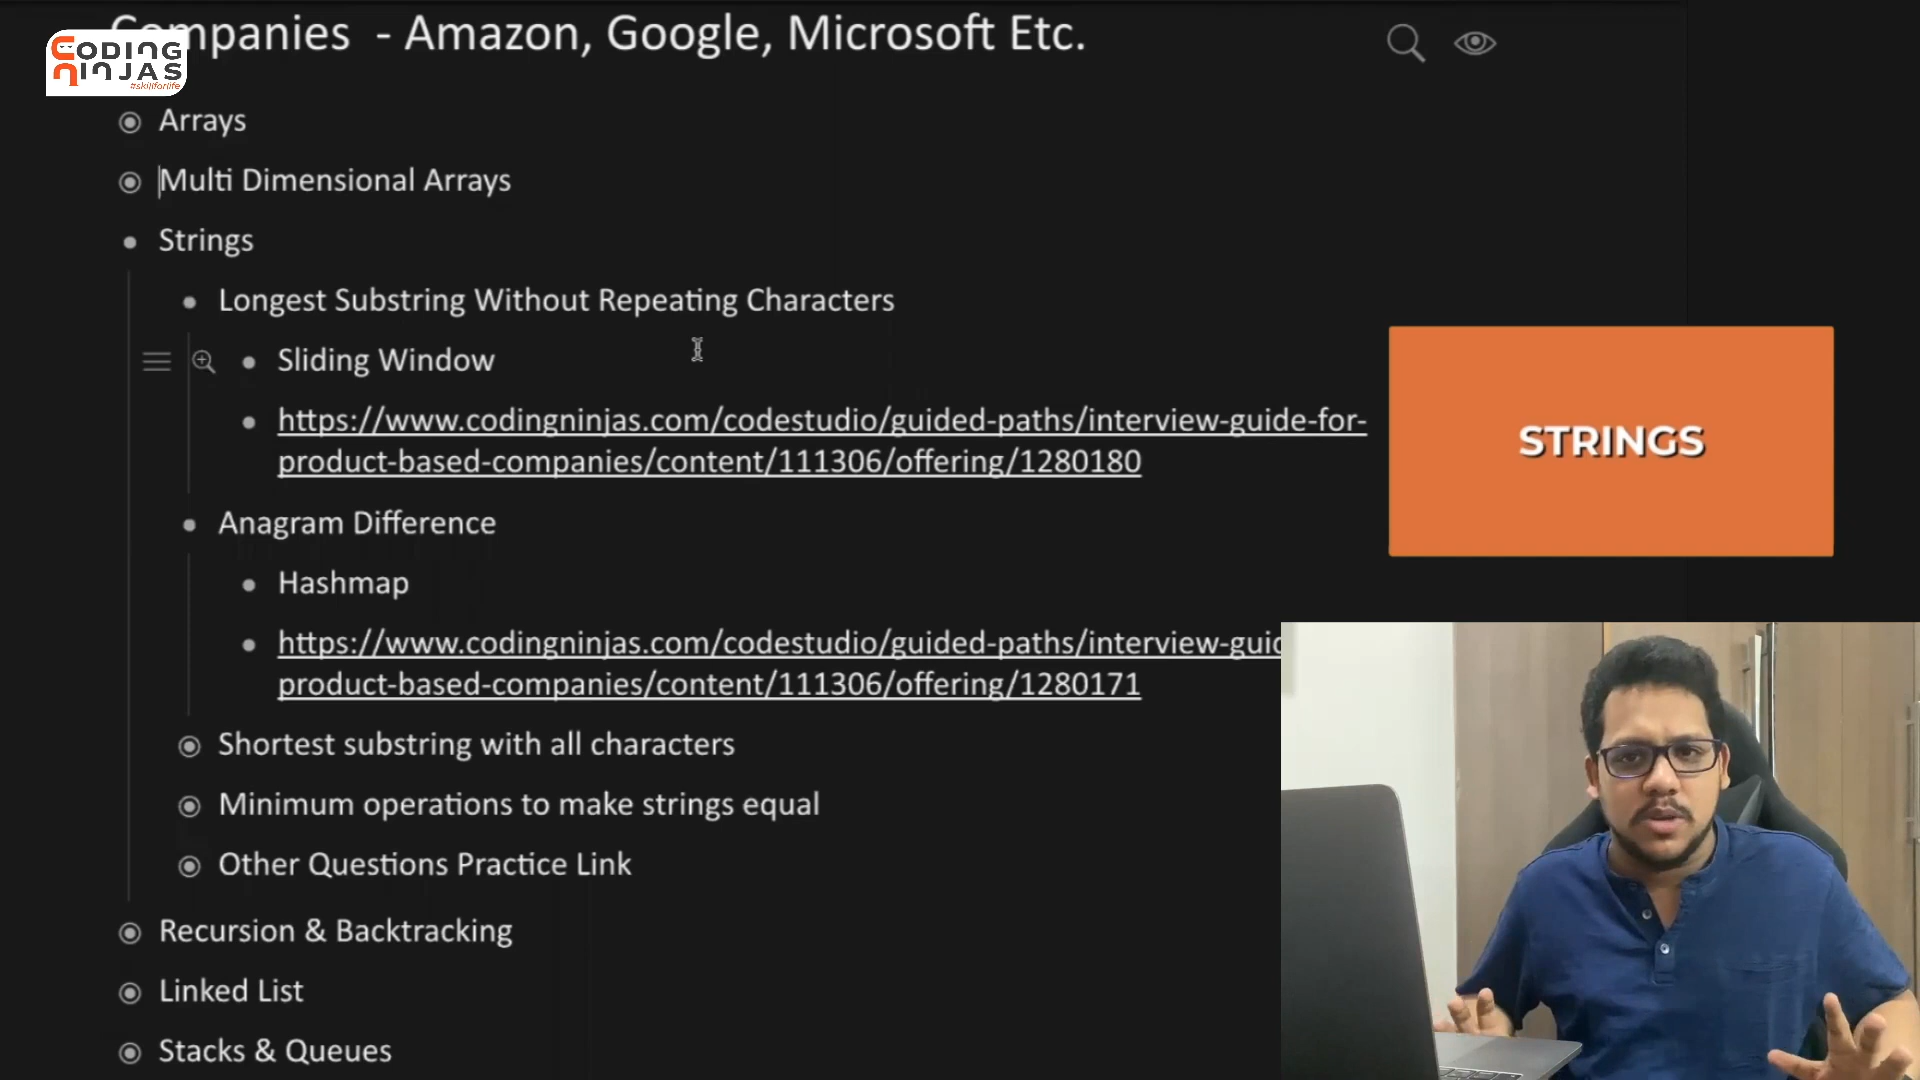 Companies - Amazon, Google, Microsoft Etc.
CODING
NINJAS
#skillforlife
Arrays
Multi Dimensional Arrays
Strings
Longest Substring Without Repeating Characters
Sliding Window
https://www.codingninjas.com/codestudio/guided-paths/interview-guide-for-
product-based-companies/content/111306/offering/1280180
STRINGS
Anagram Difference
Hashmap
https://www.codingninjas.com/codestudio/guided-paths/interview-guid
product-based-companies/content/111306/offering/1280171
Shortest substring with all characters
Minimum operations to make strings equal
Other Questions Practice Link
Recursion & Backtracking
Linked List
Stacks & Queues